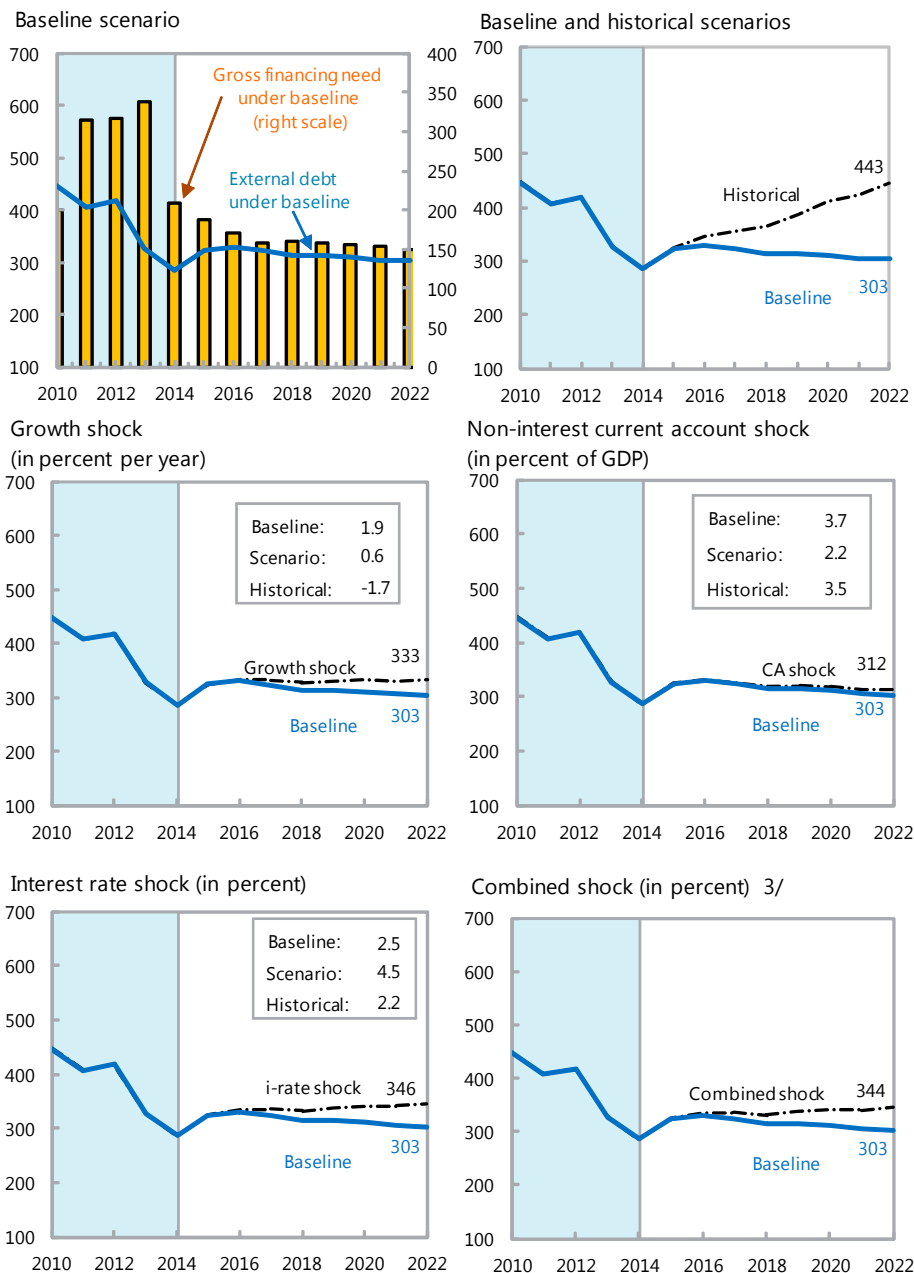 Baseline scenario
700
600
500
400
300
200
100
400
350
300
250
200
150
100
50
0
Gross financing need
under baseline
(right scale)
External debt
under baseline
2010 2012 2014 2016 2018 2020 2022
Baseline and historical scenarios
700
600
500
400
300
200
100
443
Historical
303
Baseline
2010 2012 2014 2016 2018 2020 2022
Growth shock
(in percent per year)
700
600
500
400
300
200
100
Baseline: 1.9
Scenario: 0.6
Historical: -1.7
333
Growth shock
303
Baseline
2010 2012 2014 2016 2018 2020 2022
Non-interest current account shock
(in percent of GDP)
700
600
500
400
300
200
100
Baseline: 3.7
Scenario: 2.2
Historical: 3.5
312
CA shock
303
Baseline
2010 2012 2014 2016 2018 2020 2022
Interest rate shock (in percent)
700
600
500
400
300
200
100
Baseline: 2.5
Scenario: 4.5
Historical: 2.2
i-rate shock 346
303
Baseline
2010 2012 2014 2016 2018 2020 2022
Combined shock (in percent) 3/
700
600
500
400
300
200
100
Combined shock 344
303
Baseline
2010 2012 2014 2016 2018 2020 2022